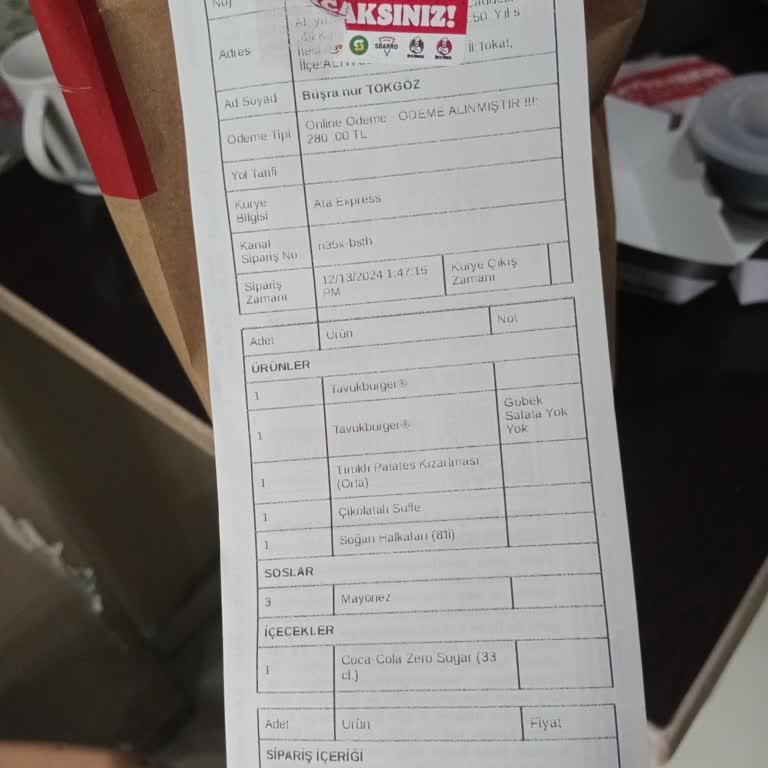 No)
AKSINIZ!
SBARRO
50. Yıl S
Adres
İl:Tokat,
Ad Soyad Büşra nur TOKGÖZ
Ödeme Tipi Online Ödeme - ÖDEME ALINMIŞTIR !!!
280 .00 TL
Yol Tarifi
Kurye Bilgisi Ata Express
Kanal Sipariş No n35x-bsth
Sipariş Zamanı 12/13/2024 1:47:15 PM Kurye Çıkış Zamanı
Adet Ürün Not
ÜRÜNLER
1 Tavukburger®
1 Tavukburger® Göbek Salata Yok Yok
1 Tırtıklı Patates Kızartması (Orta)
1 Çikolatalı Sufle
1 Soğan Halkaları (8'li)
SOSLAR
3 Mayonez
İÇECEKLER
1 Coca-Cola Zero Sugar (33 cl.)
Adet Ürün Fiyat
SİPARİŞ İÇERİĞİ